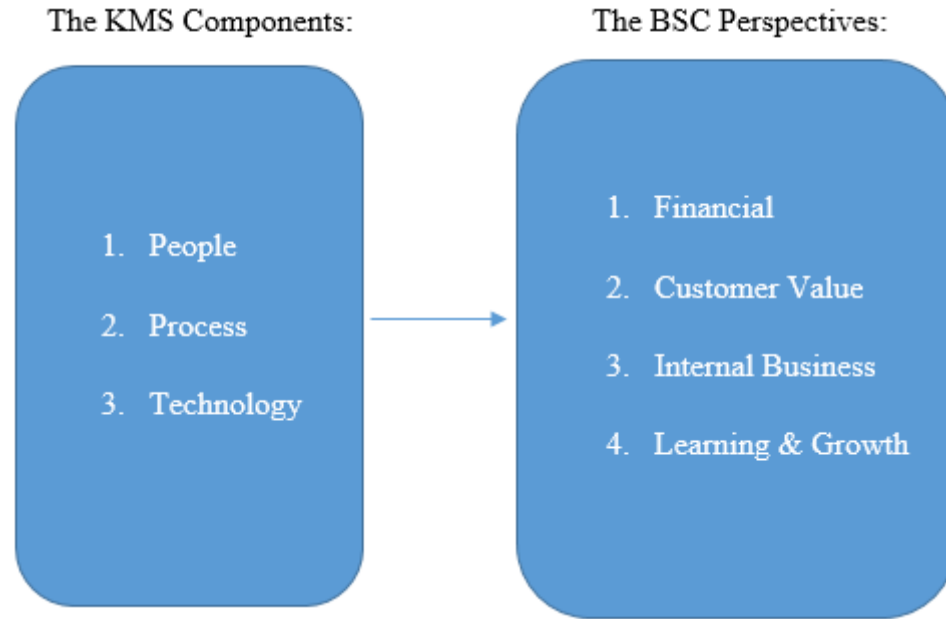 The KMS Components:
1. People
2. Process
3. Technology
The BSC Perspectives:
1. Financial
2. Customer Value
3. Internal Business
4. Learning & Growth